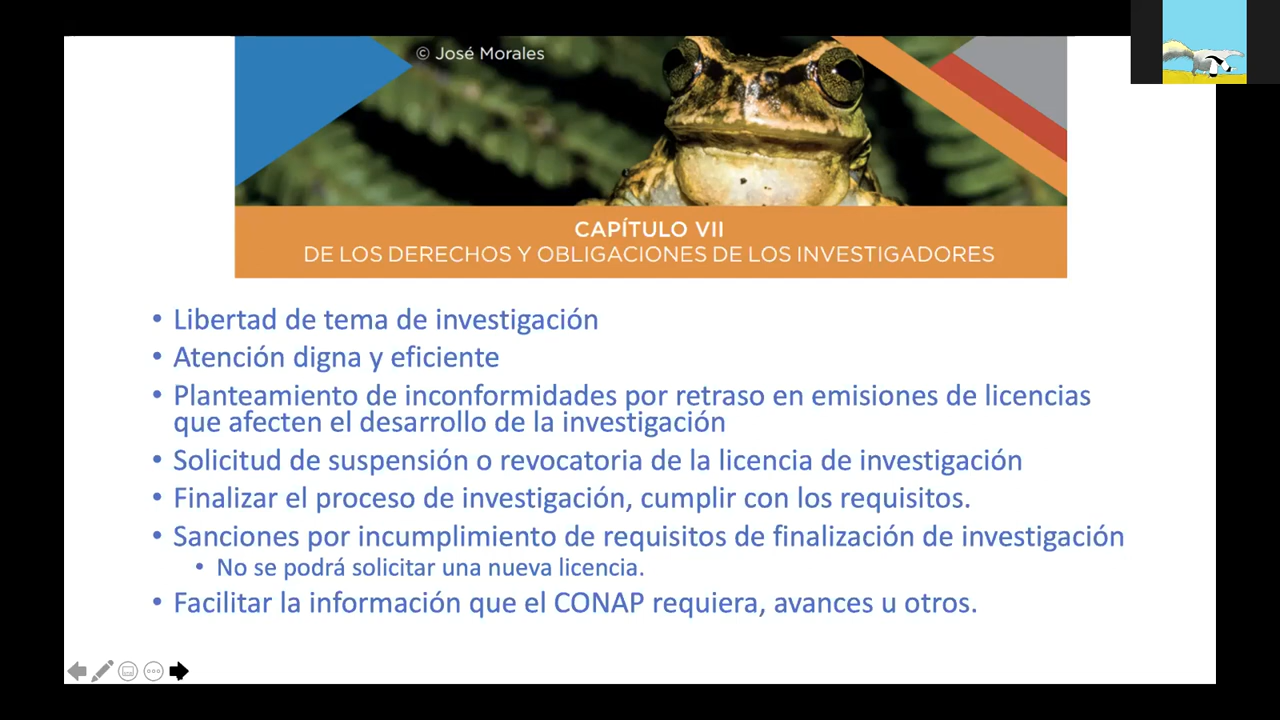 © José Morales
CAPÍTULO VII
DE LOS DERECHOS Y OBLIGACIONES DE LOS INVESTIGADORES
• Libertad de tema de investigación
• Atención digna y eficiente
• Planteamiento de inconformidades por retraso en emisiones de licencias
que afecten el desarrollo de la investigación
• Solicitud de suspensión o revocatoria de la licencia de investigación
• Finalizar el proceso de investigación, cumplir con los requisitos.
• Sanciones por incumplimiento de requisitos de finalización de investigación
• No se podrá solicitar una nueva licencia.
• Facilitar la información que el CONAP requiera, avances u otros.